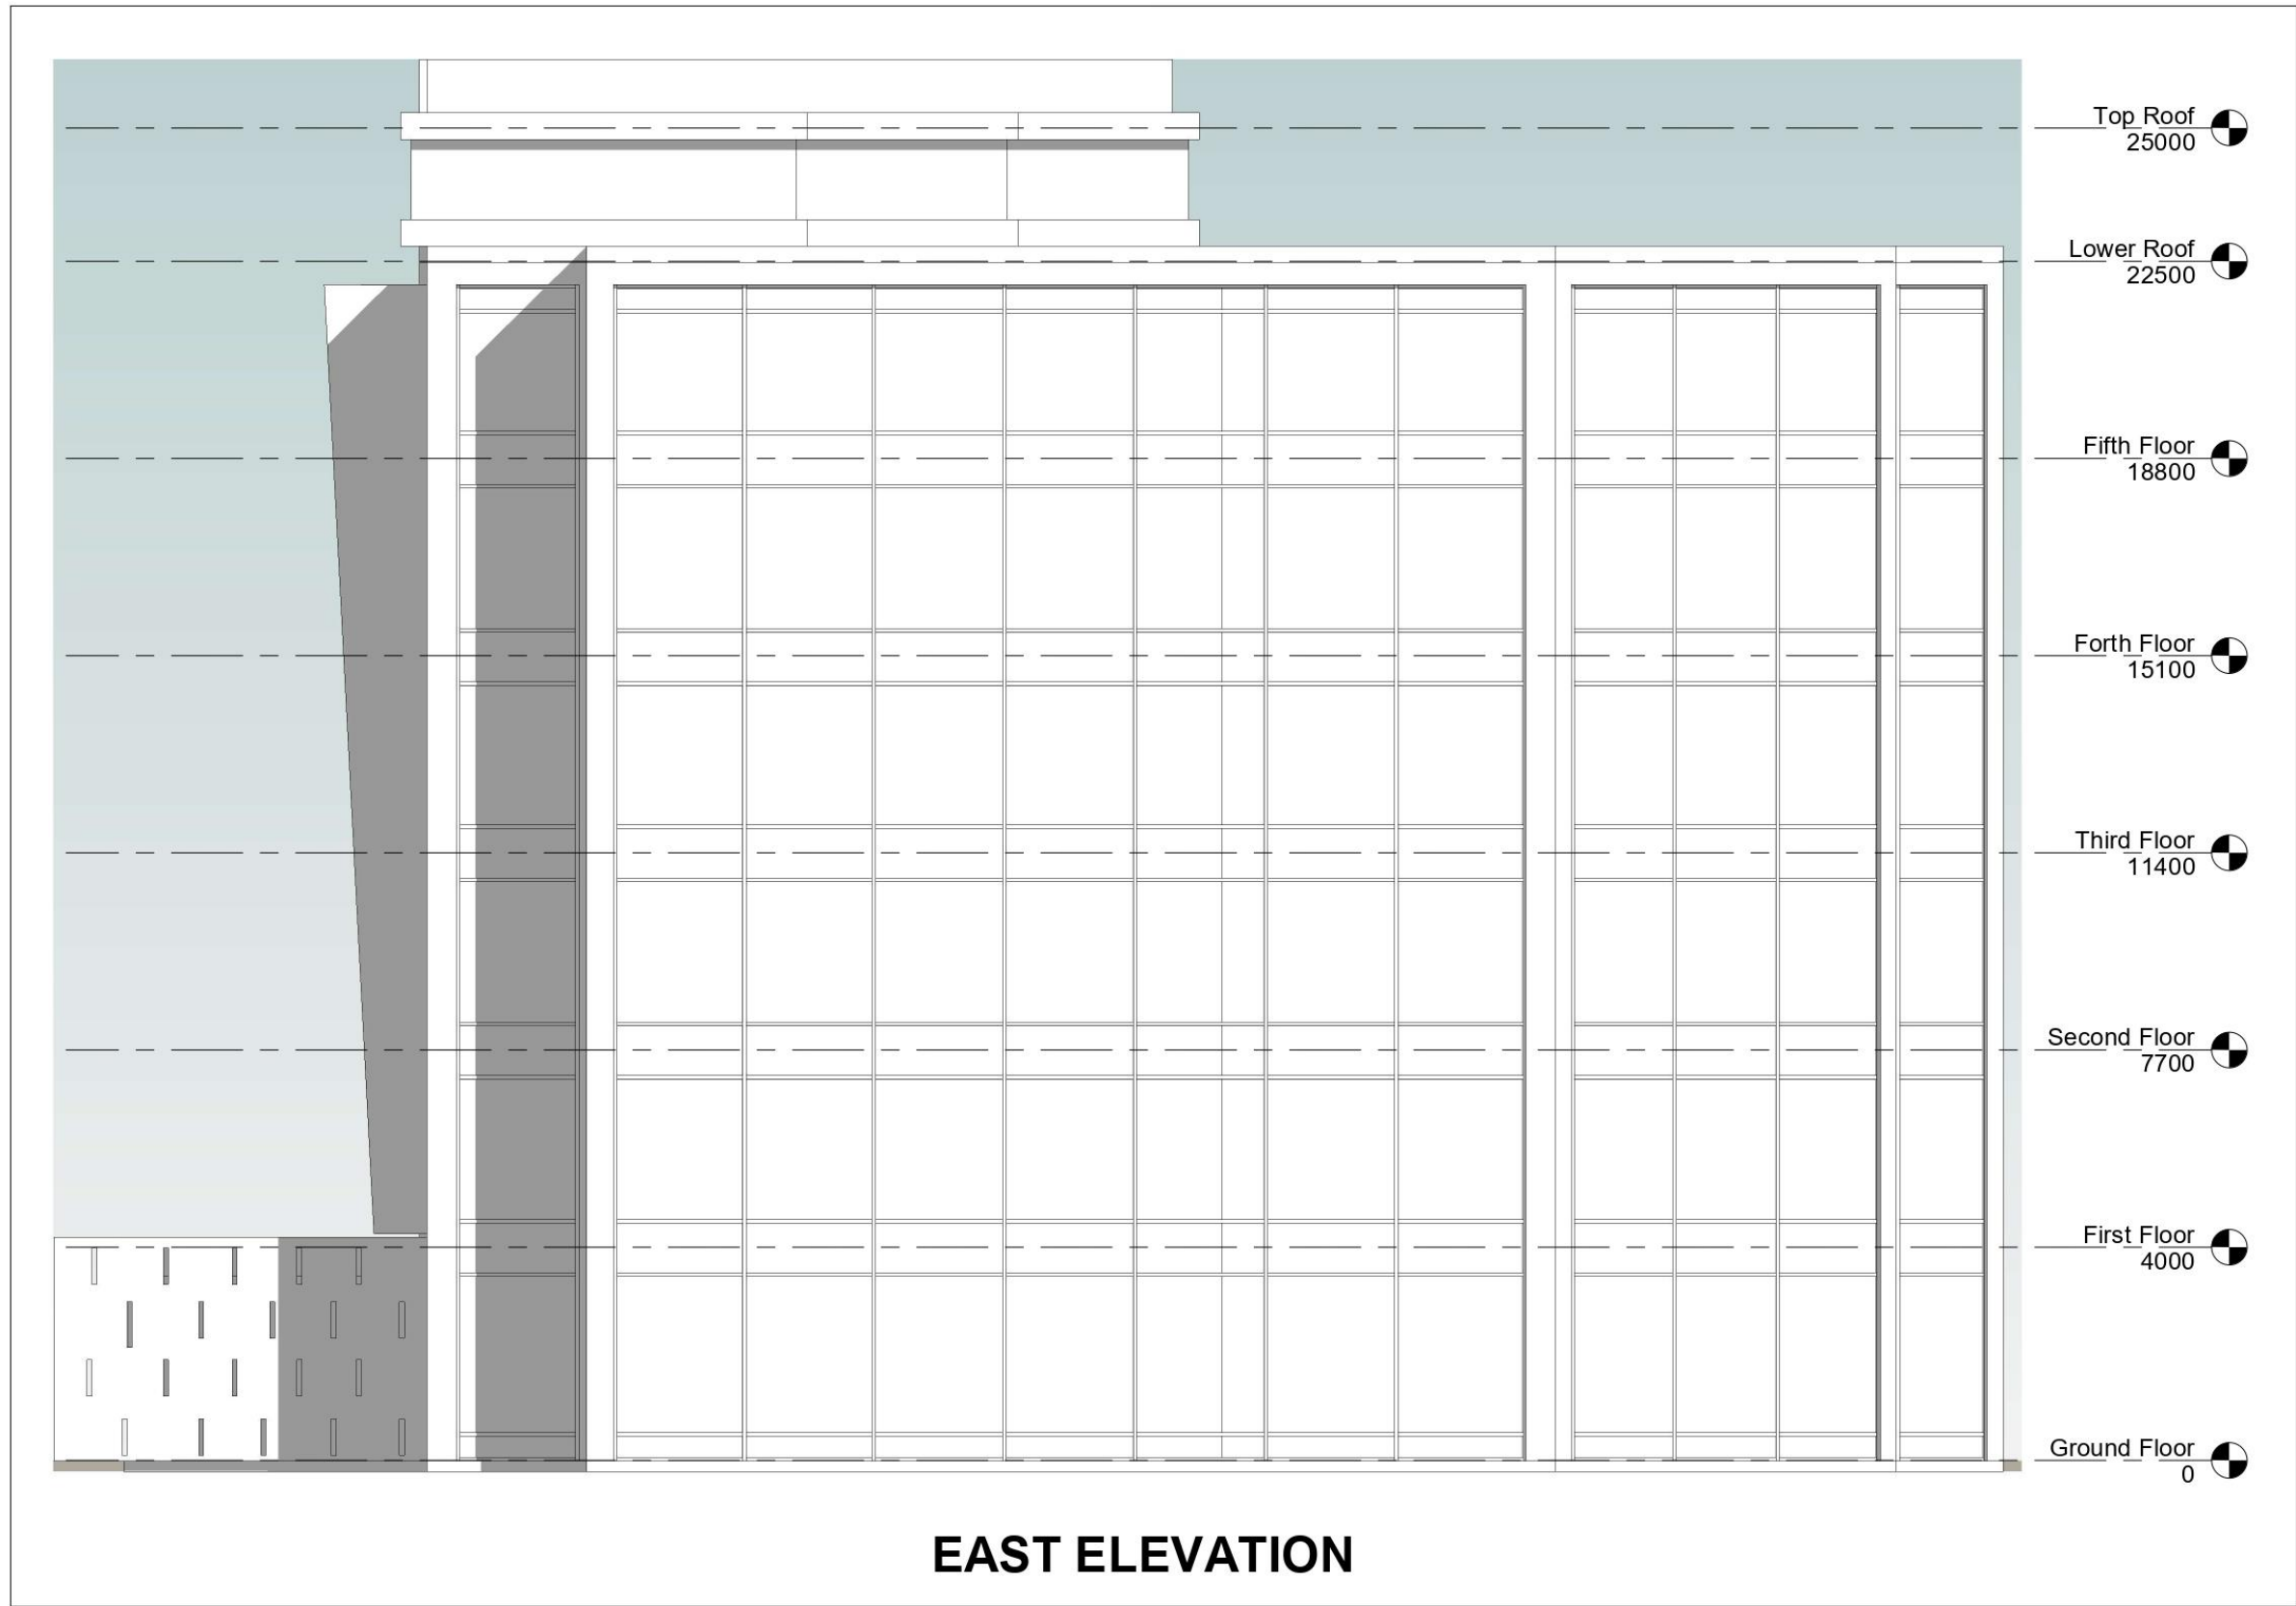 Top Roof
25000
Lower Roof
22500
Fifth Floor
18800
Forth Floor
15100
Third Floor
11400
Second Floor
7700
First Floor
4000
Ground Floor
0
EAST ELEVATION